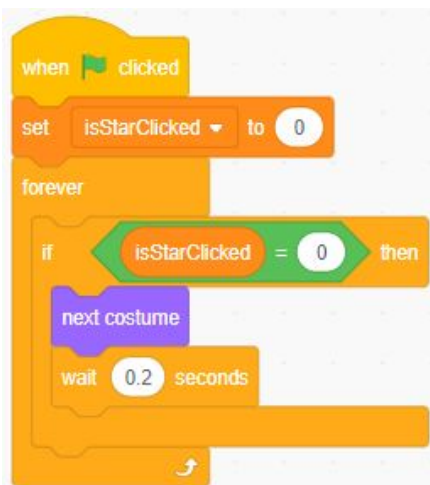 when clicked
set isStarClicked to 0
forever
if isStarClicked = 0 then
next costume
wait 0.2 seconds